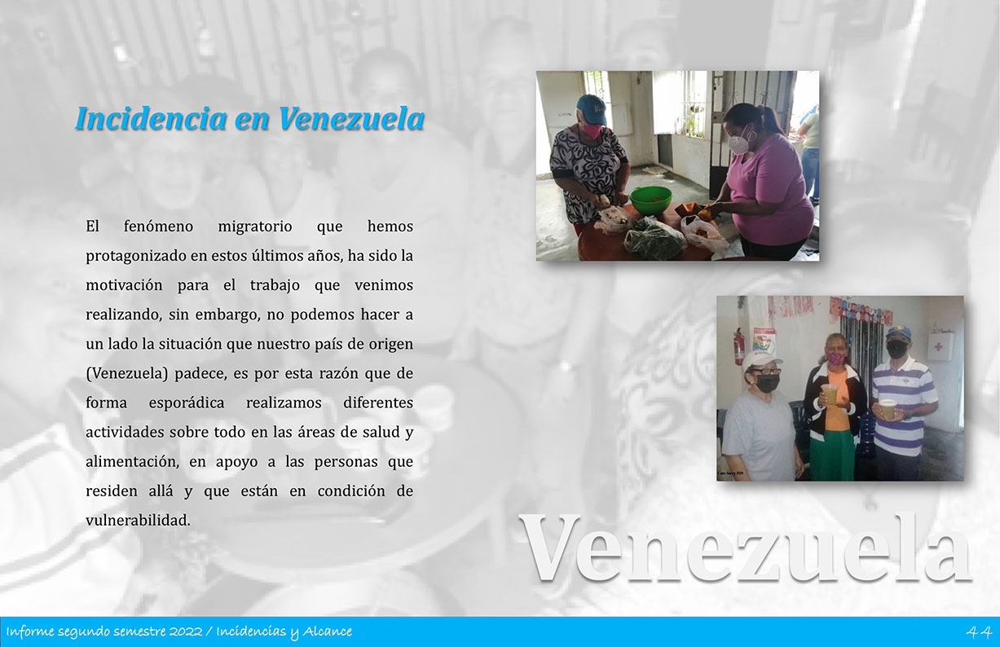 Incidencia en Venezuela
El fenómeno migratorio que hemos
protagonizado en estos últimos años, ha sido la
motivación para el trabajo que venimos
realizando, sin embargo, no podemos hacer a
un lado la situación que nuestro país de origen
(Venezuela) padece, es por esta razón que de
forma esporádica realizamos diferentes
actividades sobre todo en las áreas de salud y
alimentación, en apoyo a las personas que
residen allá y que están en condición de
vulnerabilidad.
Venezuela
Informe segundo semestre 2022 / Incidencias y Alcance
44